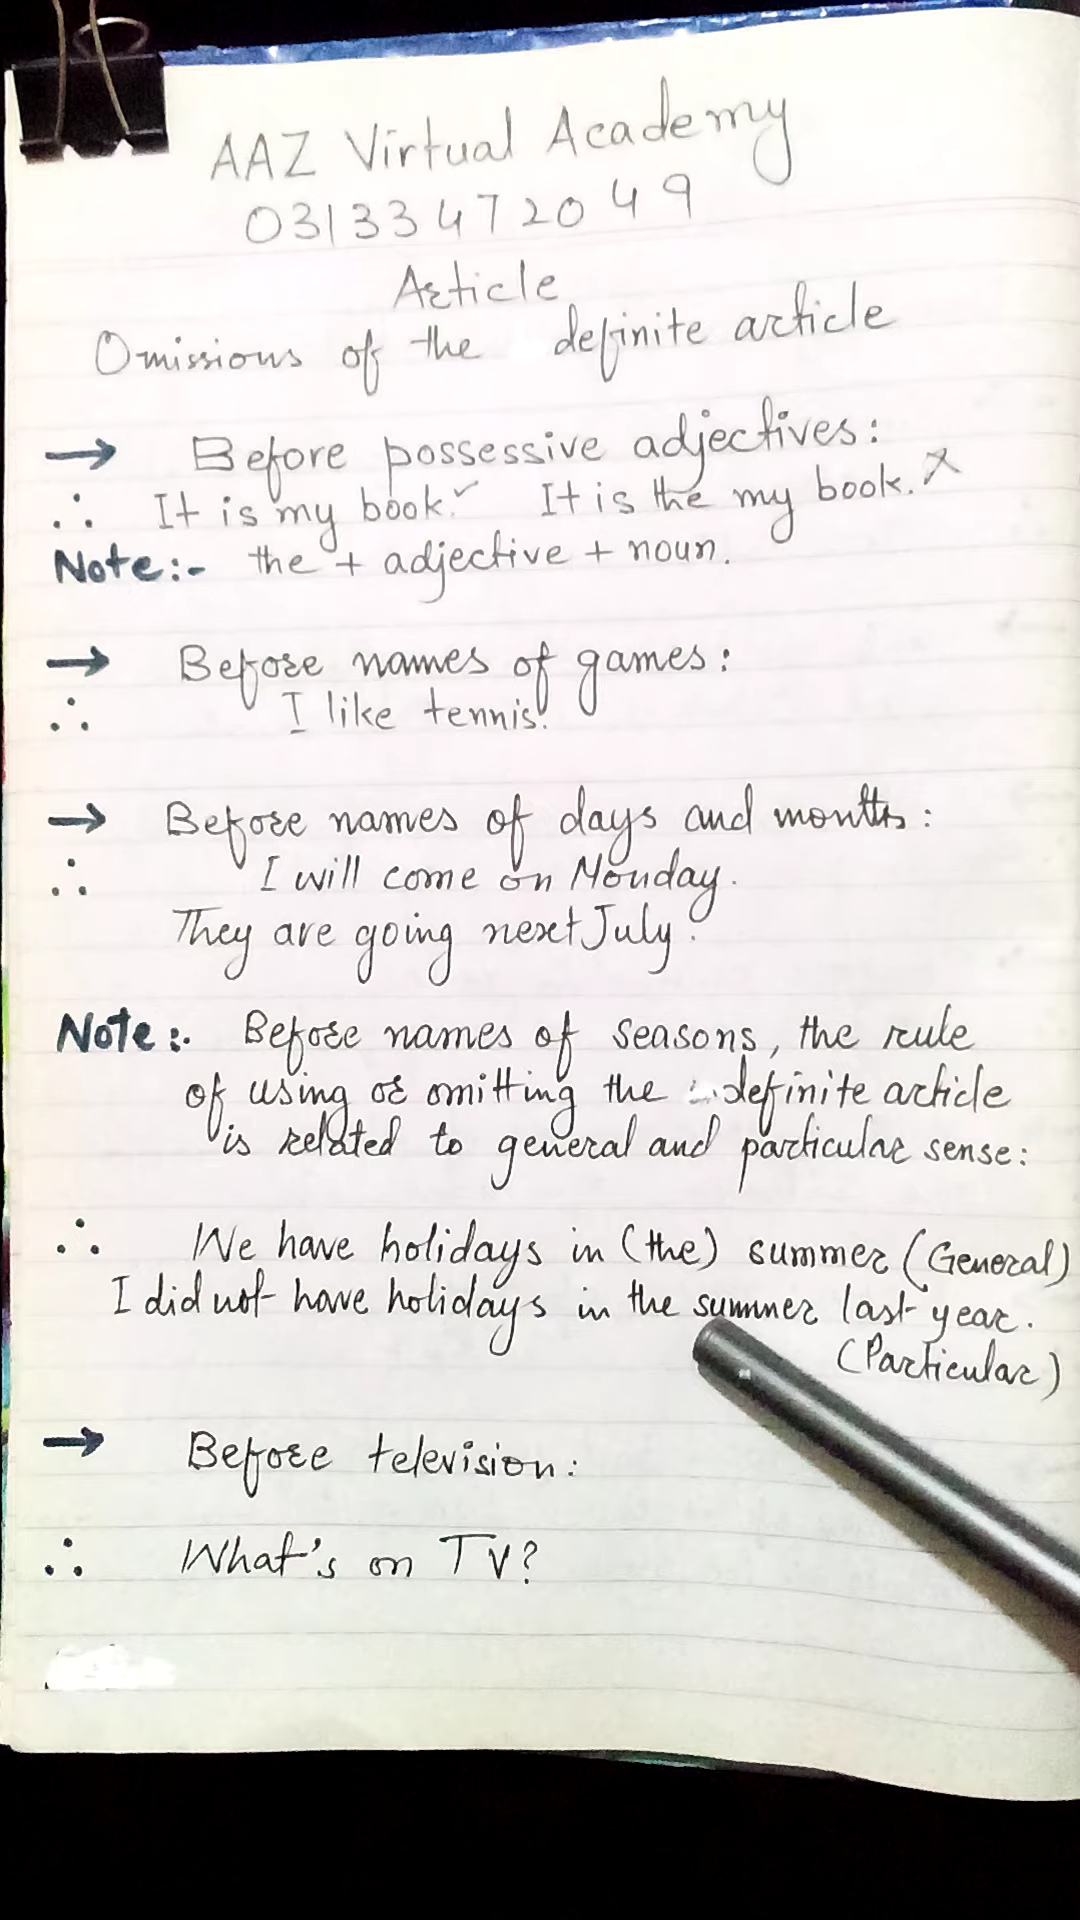 AAZ Virtual Academy
03133472049
Article
Omissions of the definite article
→ Before possessive adjectives:
∴ It is my book.✓ It is the my book.✗
Note:- the + adjective + noun.
→ Before names of games:
∴ I like tennis.
→ Before names of days and months:
∴ I will come on Monday.
They are going next July.
Note:- Before names of seasons, the rule
of using or omitting the definite article
is related to general and particular sense:
∴ We have holidays in (the) summer (General)
I did not have holidays in the summer last year.
(Particular)
→ Before television:
∴ What's on TV?